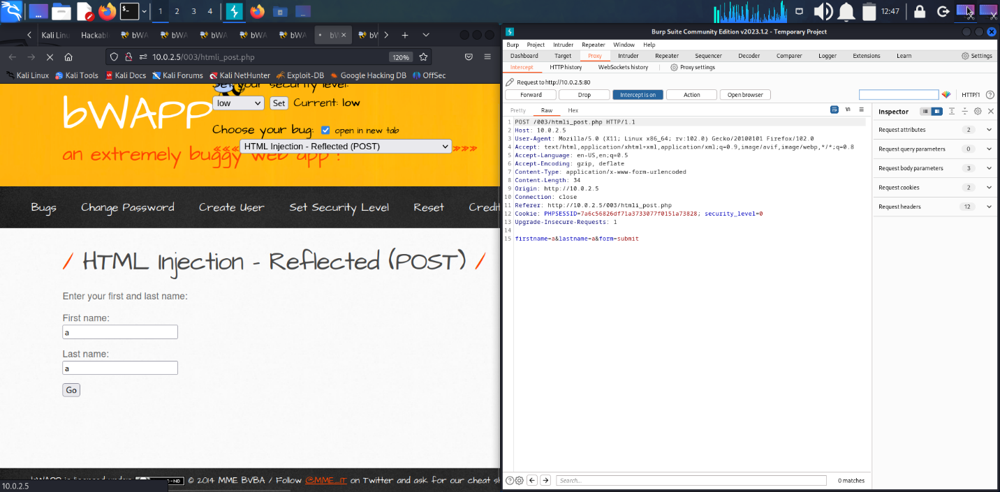 1 2 3 4 12:47
Kali Linu Hackab bWA bWA bWA bWA bWA bW bW
10.0.2.5/003/htmli_post.php 120%
Kali Linux Kali Tools Kali Docs Kali Forums Kali NetHunter Exploit-DB Google Hacking DB OffSec
Set your security level:
low Set Current: low
bWAPP
Choose your bug: open in new tab
HTML Injection - Reflected (POST)
an extremely buggy web app !
Bugs Change Password Create User Set Security Level Reset Credit
/ HTML Injection - Reflected (POST) /
Enter your first and last name:
First name:
a
Last name:
a
Go
bWAPP is licensed under -ND © 2014 MME BVBA / Follow @MME_IT on Twitter and ask for our cheat sh
10.0.2.5
Burp Suite Community Edition v2023.1.2 - Temporary Project
Burp Project Intruder Repeater Window Help
Dashboard Target Proxy Intruder Repeater Sequencer Decoder Comparer Logger Extensions Learn Settings
Intercept HTTP history WebSockets history Proxy settings
Request to http://10.0.2.5:80
Forward Drop Intercept is on Action Open browser HTTP/1
Pretty Raw Hex \n
1 POST /003/htmli_post.php HTTP/1.1
2 Host: 10.0.2.5
3 User-Agent: Mozilla/5.0 (X11; Linux x86_64; rv:102.0) Gecko/20100101 Firefox/102.0
4 Accept: text/html,application/xhtml+xml,application/xml;q=0.9,image/avif,image/webp,*/*;q=0.8
5 Accept-Language: en-US,en;q=0.5
6 Accept-Encoding: gzip, deflate
7 Content-Type: application/x-www-form-urlencoded
8 Content-Length: 34
9 Origin: http://10.0.2.5
10 Connection: close
11 Referer: http://10.0.2.5/003/htmli_post.php
12 Cookie: PHPSESSID=7a6c56826df71a3733077f0151a73828; security_level=0
13 Upgrade-Insecure-Requests: 1
14
15 firstname=a&lastname=a&form=submit
Inspector
Request attributes 2
Request query parameters 0
Request body parameters 3
Request cookies 2
Request headers 12
Search... 0 matches